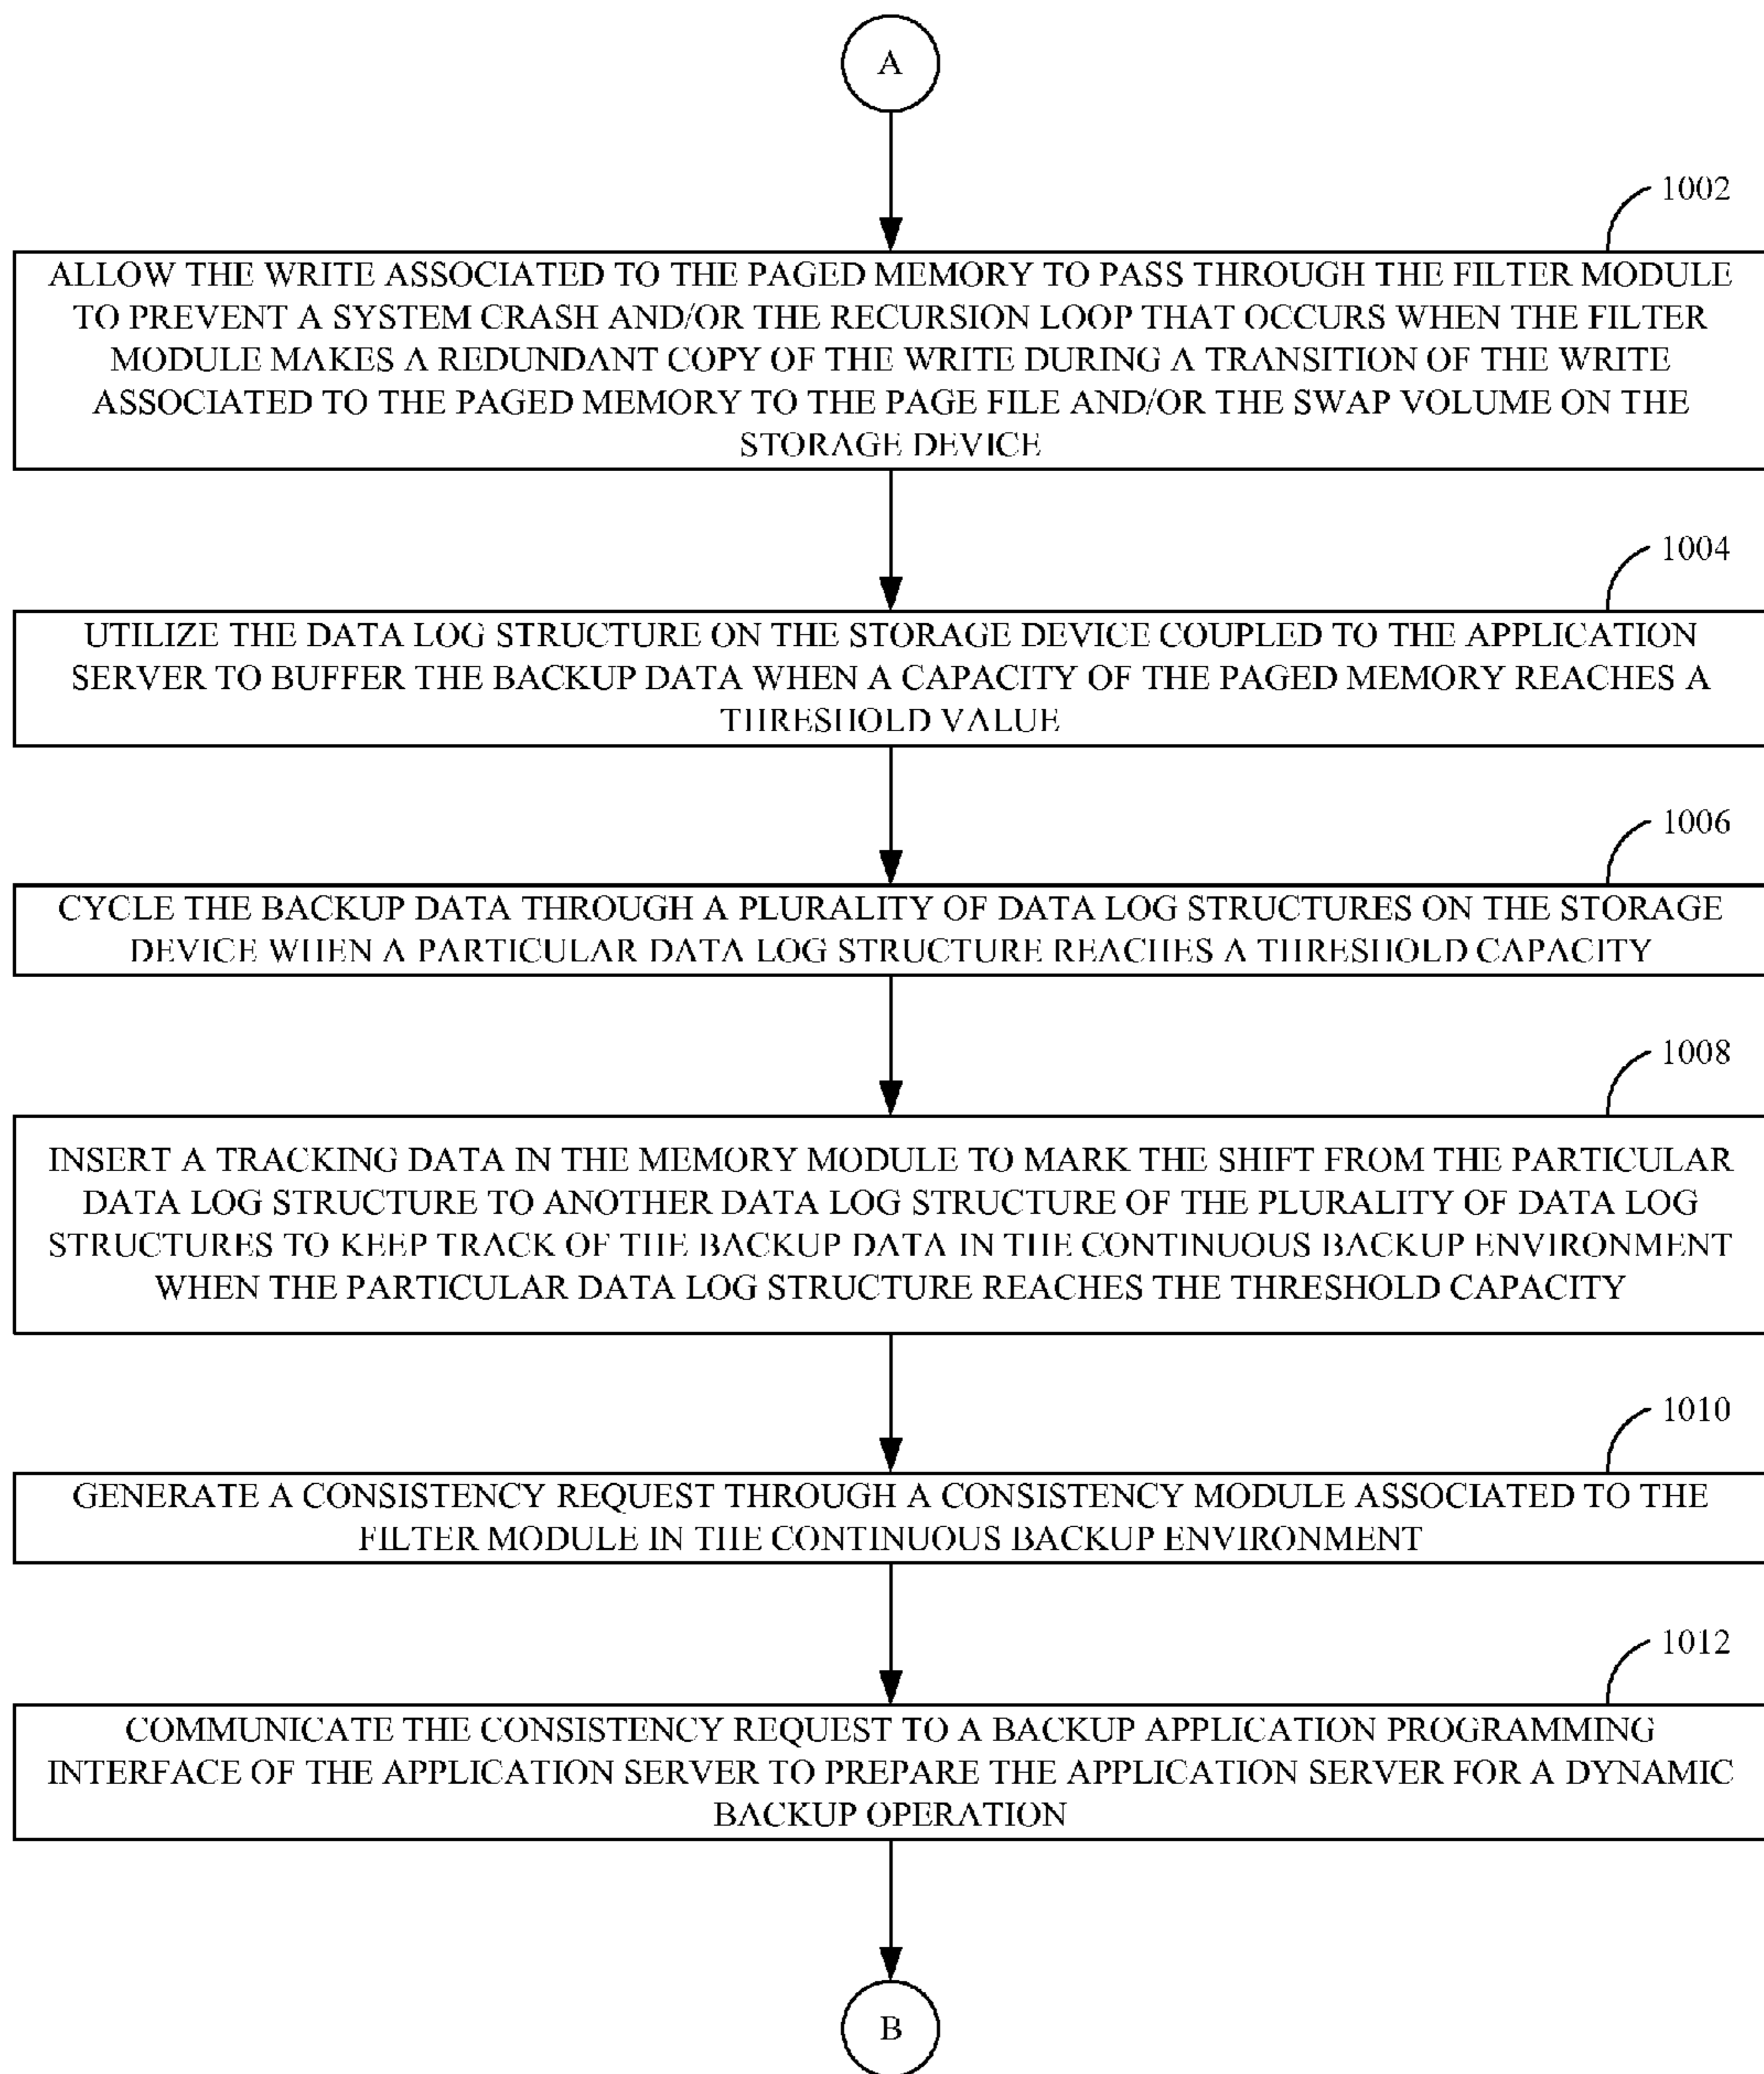 A
1002
ALLOW THE WRITE ASSOCIATED TO THE PAGED MEMORY TO PASS THROUGH THE FILTER MODULE
TO PREVENT A SYSTEM CRASH AND/OR THE RECURSION LOOP THAT OCCURS WHEN THE FILTER
MODULE MAKES A REDUNDANT COPY OF THE WRITE DURING A TRANSITION OF THE WRITE
ASSOCIATED TO THE PAGED MEMORY TO THE PAGE FILE AND/OR THE SWAP VOLUME ON THE
STORAGE DEVICE
1004
UTILIZE THE DATA LOG STRUCTURE ON THE STORAGE DEVICE COUPLED TO THE APPLICATION
SERVER TO BUFFER THE BACKUP DATA WHEN A CAPACITY OF THE PAGED MEMORY REACHES A
THRESHOLD VALUE
1006
CYCLE THE BACKUP DATA THROUGH A PLURALITY OF DATA LOG STRUCTURES ON THE STORAGE
DEVICE WHEN A PARTICULAR DATA LOG STRUCTURE REACHES A THRESHOLD CAPACITY
1008
INSERT A TRACKING DATA IN THE MEMORY MODULE TO MARK THE SHIFT FROM THE PARTICULAR
DATA LOG STRUCTURE TO ANOTHER DATA LOG STRUCTURE OF THE PLURALITY OF DATA LOG
STRUCTURES TO KEEP TRACK OF THE BACKUP DATA IN THE CONTINUOUS BACKUP ENVIRONMENT
WHEN THE PARTICULAR DATA LOG STRUCTURE REACHES THE THRESHOLD CAPACITY
1010
GENERATE A CONSISTENCY REQUEST THROUGH A CONSISTENCY MODULE ASSOCIATED TO THE
FILTER MODULE IN THE CONTINUOUS BACKUP ENVIRONMENT
1012
COMMUNICATE THE CONSISTENCY REQUEST TO A BACKUP APPLICATION PROGRAMMING
INTERFACE OF THE APPLICATION SERVER TO PREPARE THE APPLICATION SERVER FOR A DYNAMIC
BACKUP OPERATION
B